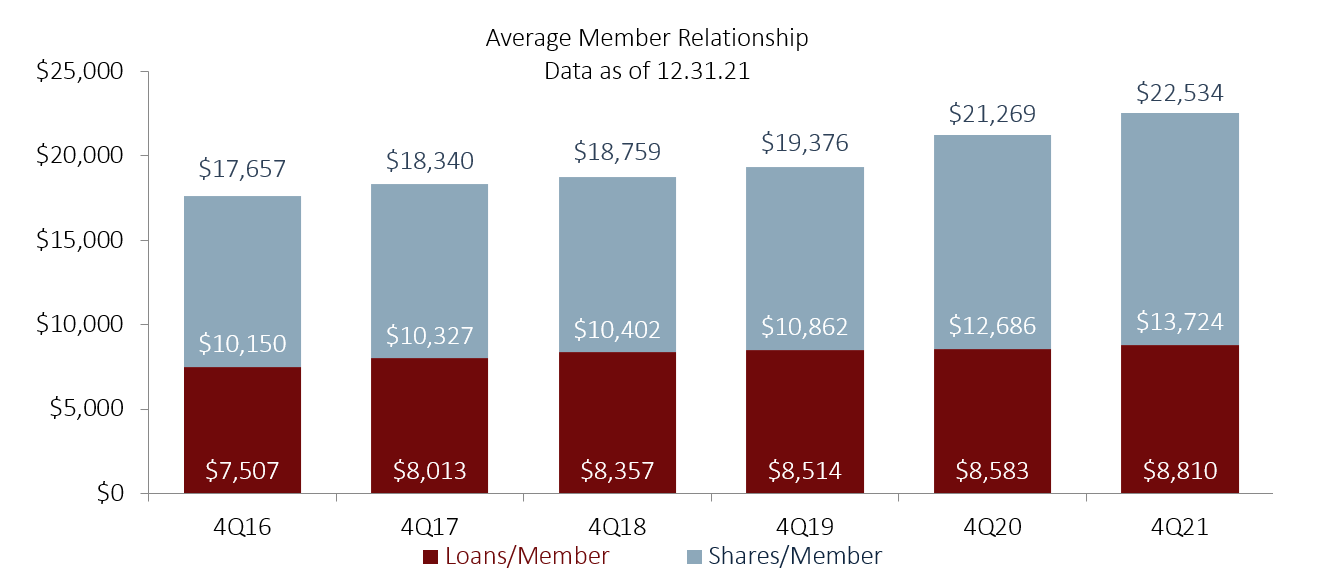 Average Member Relationship
Data as of 12.31.21
$25,000
$20,000
$15,000
$10,000
$5,000
$0
$17,657
$18,340
$18,759
$19,376
$21,269
$22,534
$10,150
$10,327
$10,402
$10,862
$12,686
$13,724
$7,507
$8,013
$8,357
$8,514
$8,583
$8,810
4Q16
4Q17
4Q18
4Q19
4Q20
4Q21
Loans/Member
Shares/Member